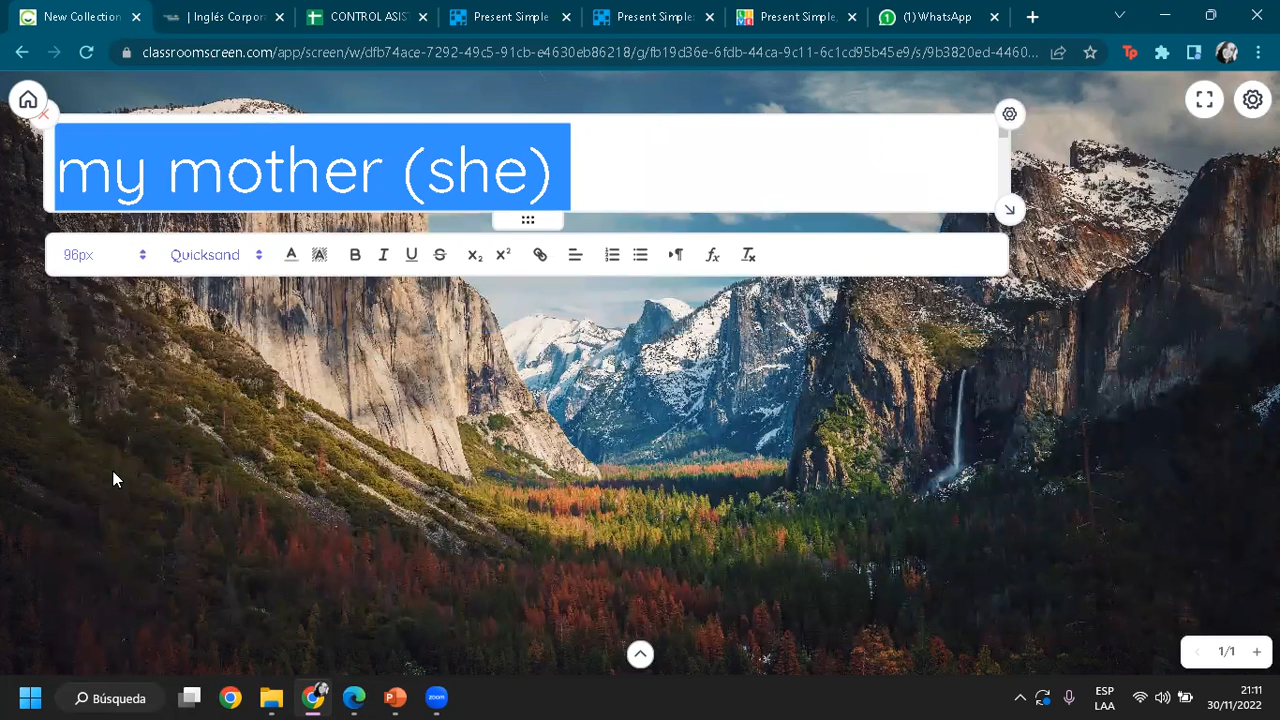 New Collection
| Inglés Corpora
CONTROL ASIST
Present Simple
Present Simple:
Present Simple,
(1) WhatsApp
classroomscreen.com/app/screen/w/dfb74ace-7292-49c5-91cb-e4630eb86218/g/fb19d36e-6fdb-44ca-9c11-6c1cd95b45e9/s/9b3820ed-4460...
my mother (she)
96px
Quicksand
1/1
Búsqueda
zoom
ESP
LAA
21:11
30/11/2022